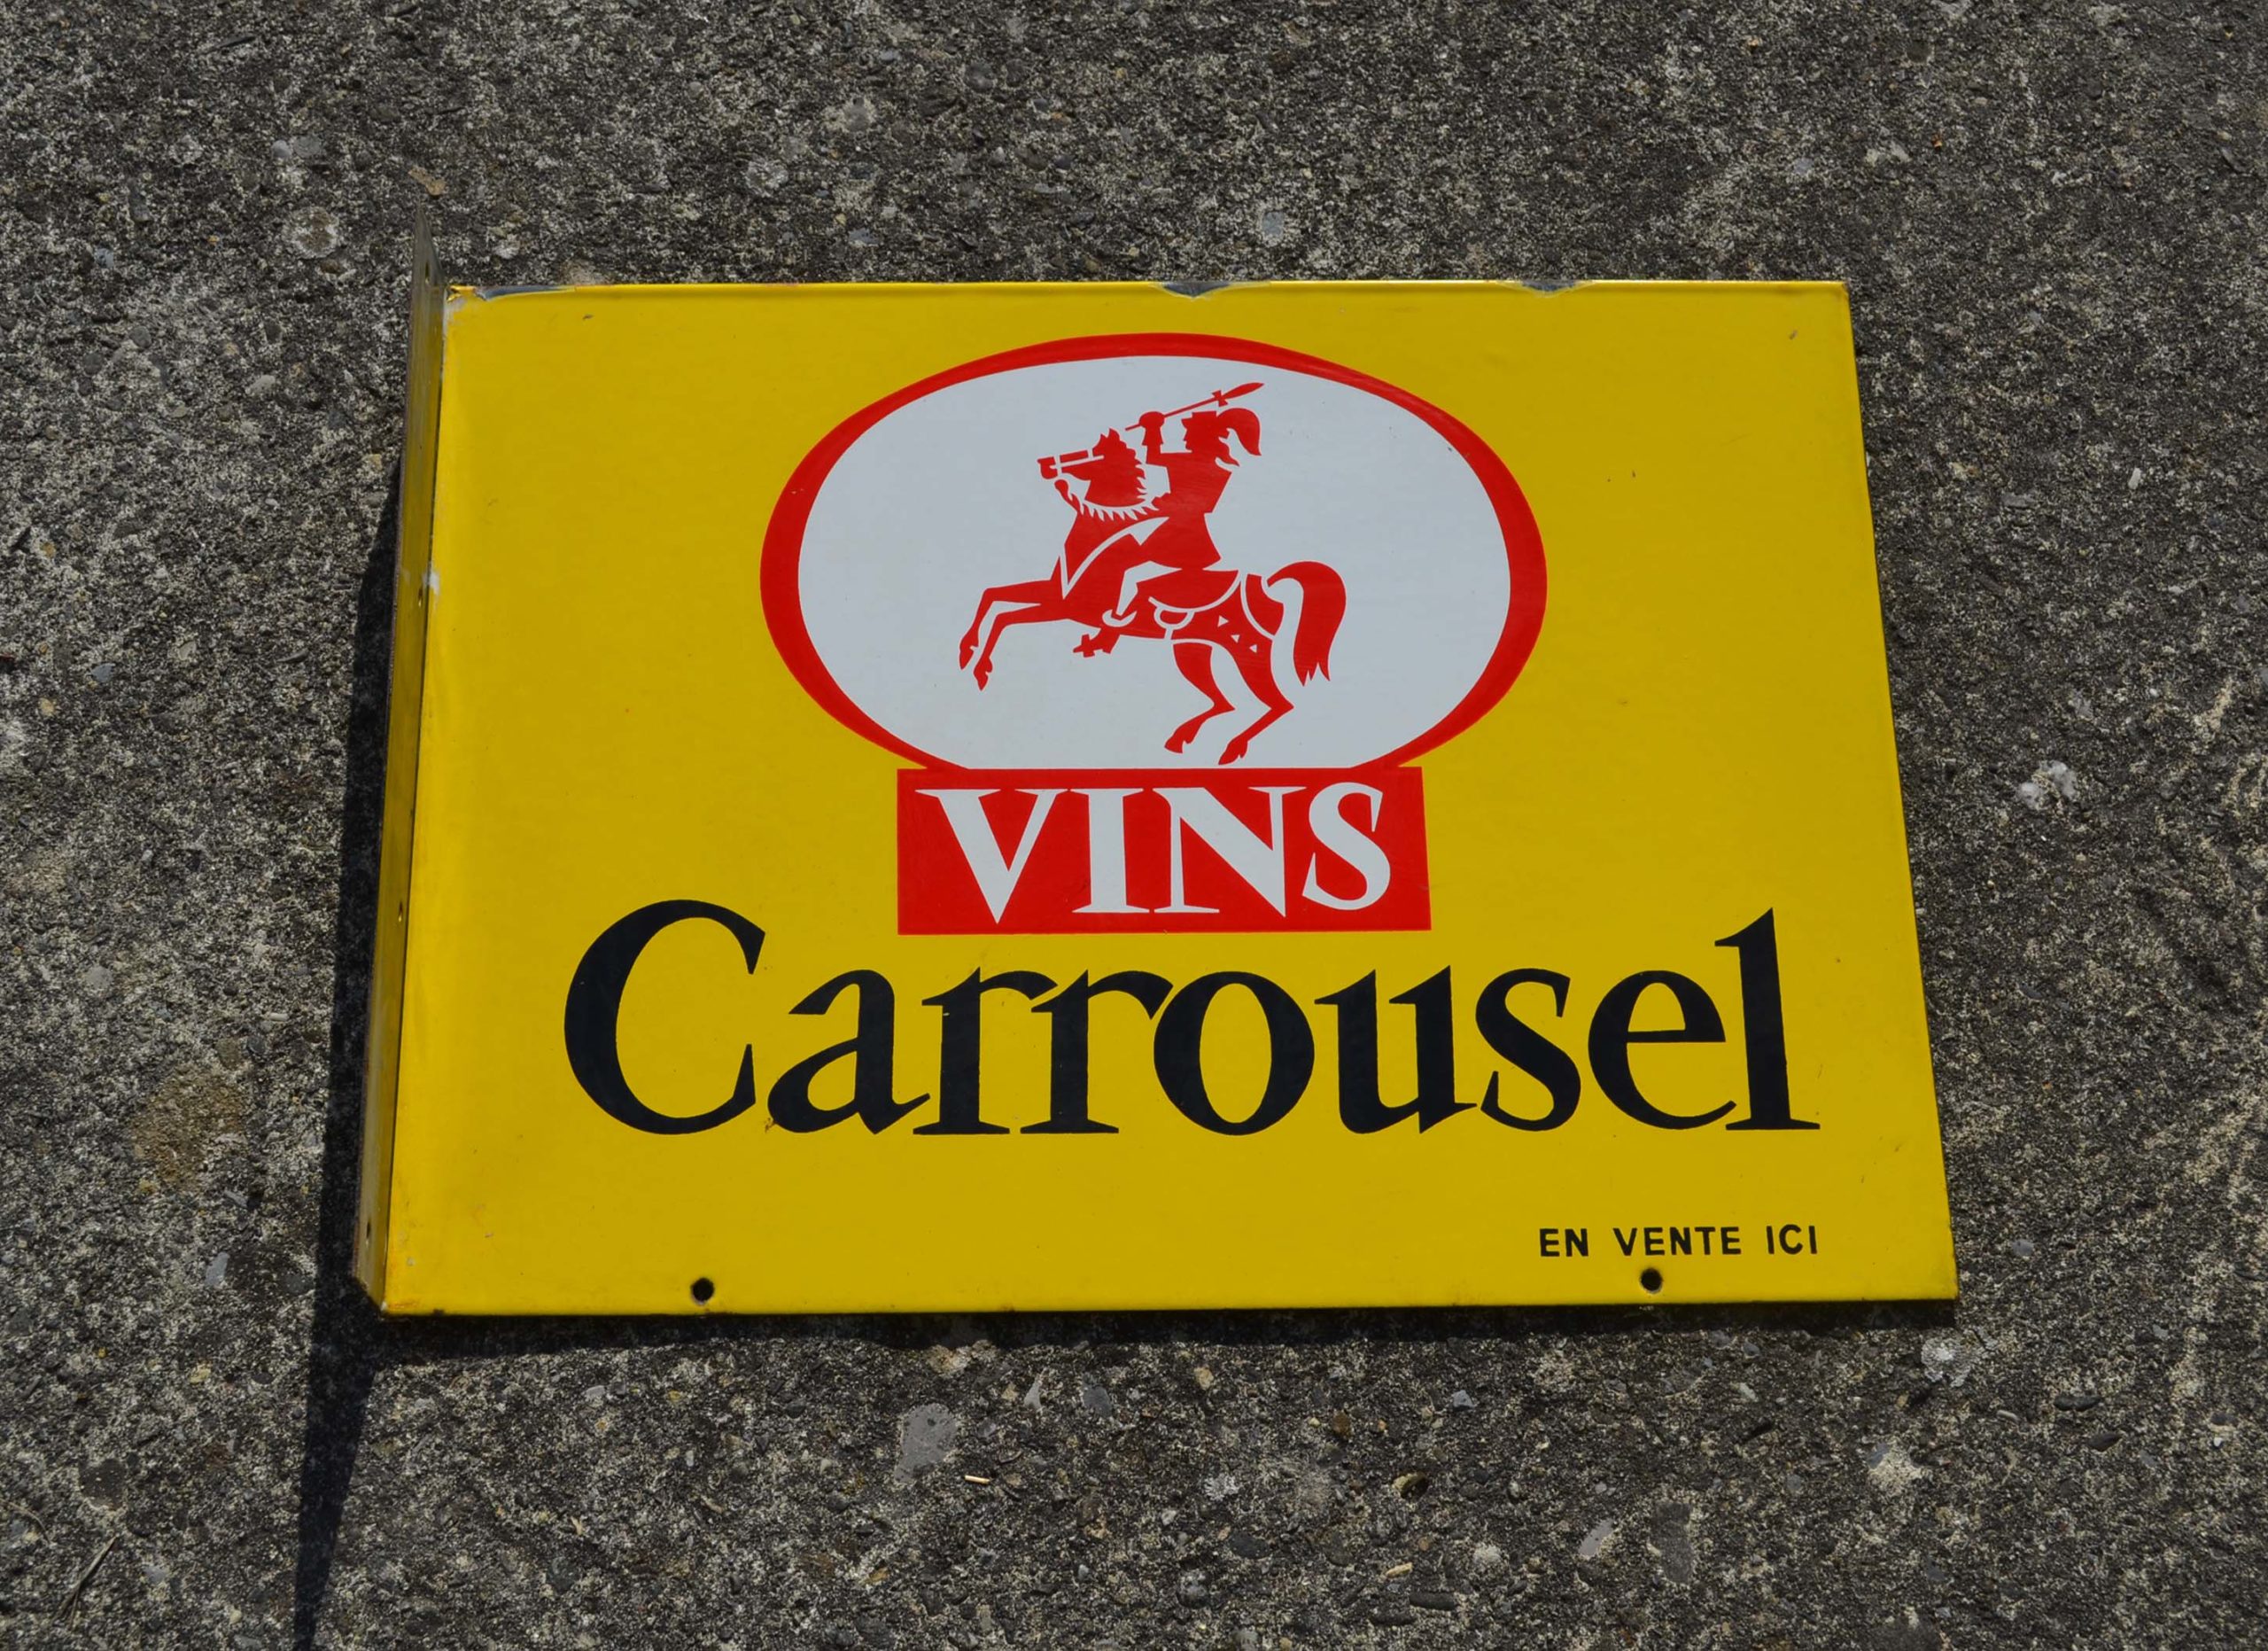 VINS
Carrousel
EN VENTE ICI